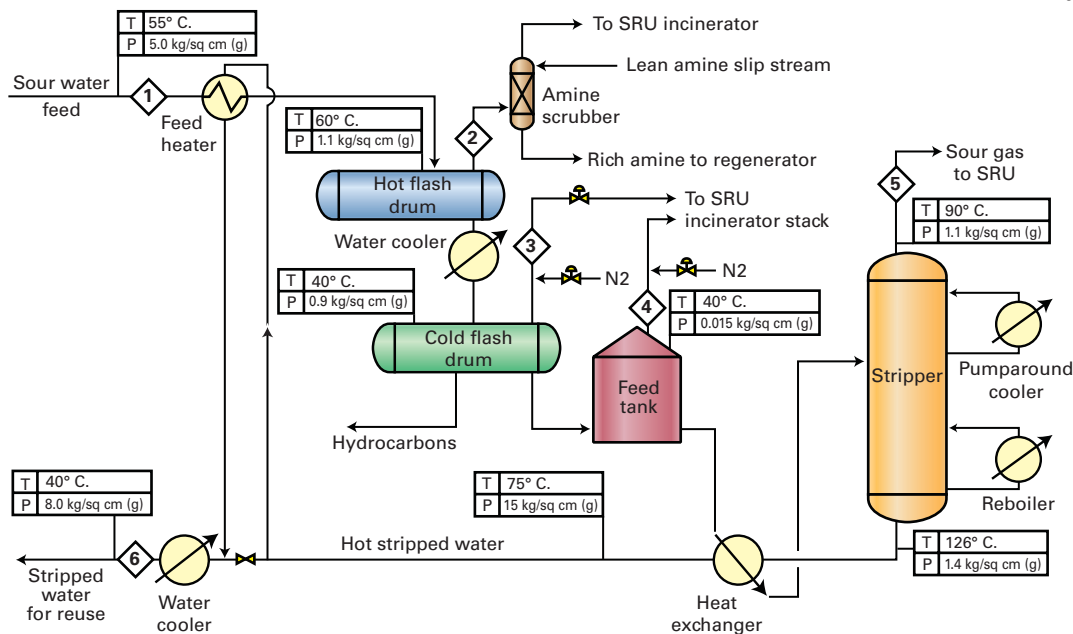 T 55° C.
P 5.0 kg/sq cm (g)
Sour water
feed
1
Feed
heater
To SRU incinerator
Lean amine slip stream
Amine
scrubber
2
Rich amine to regenerator
T 60° C.
P 1.1 kg/sq cm (g)
Hot flash
drum
Water cooler
3
To SRU
incinerator stack
N2
N2
4
5
Sour gas
to SRU
T 90° C.
P 1.1 kg/sq cm (g)
T 40° C.
P 0.9 kg/sq cm (g)
T 40° C.
P 0.015 kg/sq cm (g)
Cold flash
drum
Feed
tank
Stripper
Pumparound
cooler
Hydrocarbons
Reboiler
T 40° C.
P 8.0 kg/sq cm (g)
T 75° C.
P 15 kg/sq cm (g)
Hot stripped water
T 126° C.
P 1.4 kg/sq cm (g)
6
Stripped
water
for reuse
Water
cooler
Heat
exchanger